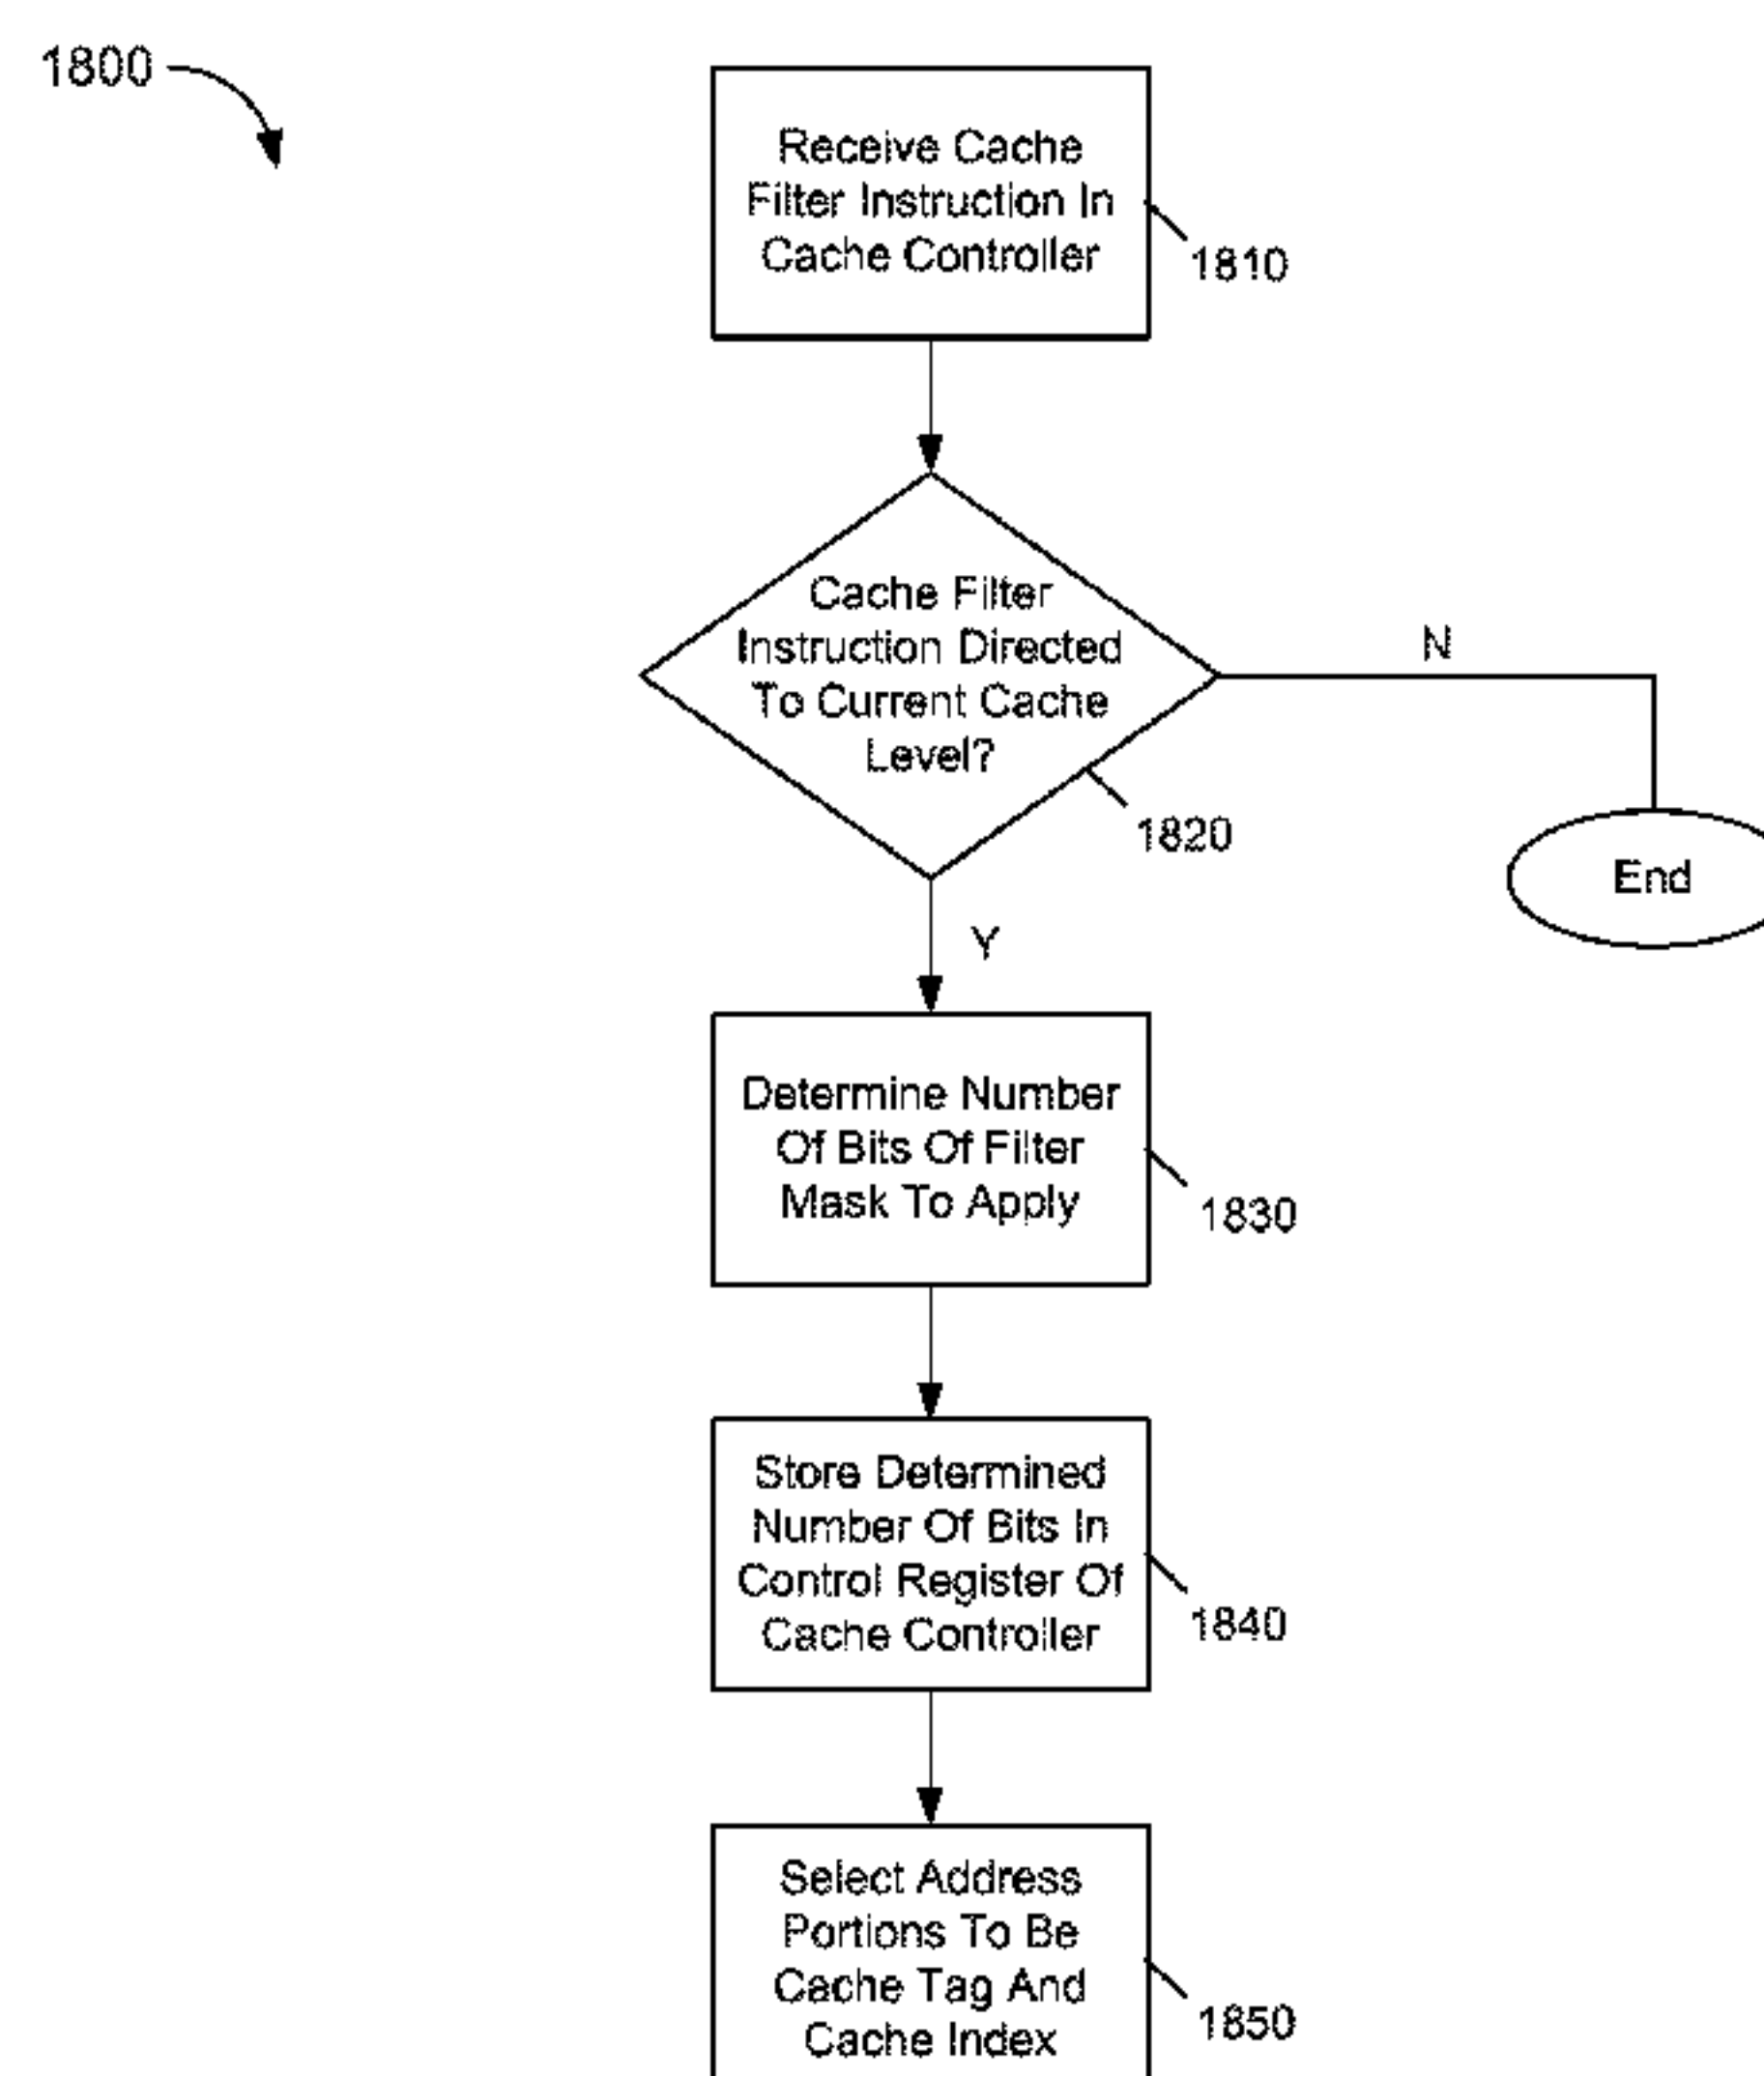 1800
Receive Cache
Filter Instruction In
Cache Controller
1810
Cache Filter
Instruction Directed
To Current Cache
Level?
N
1820
End
Y
Determine Number
Of Bits Of Filter
Mask To Apply
1830
Store Determined
Number Of Bits In
Control Register Of
Cache Controller
1840
Select Address
Portions To Be
Cache Tag And
Cache Index
1850